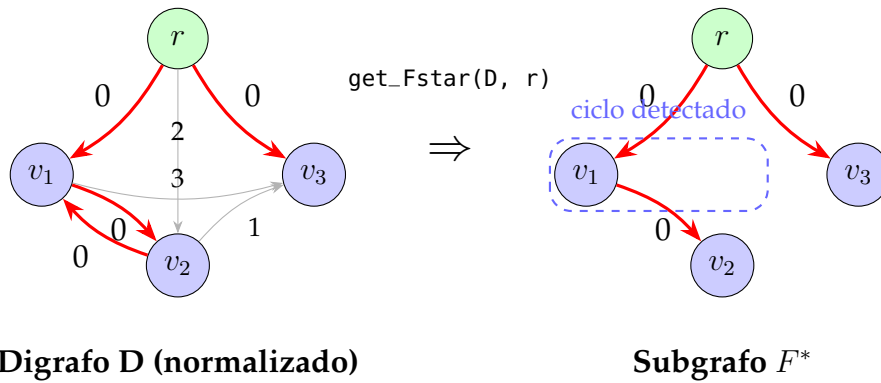 r
0
0
2
3
v1
v3
0
0
1
v2
Digrafo D (normalizado)
get_Fstar(D, r)
⇒
r
0
0
ciclo detectado
v1
v3
0
v2
Subgrafo F*